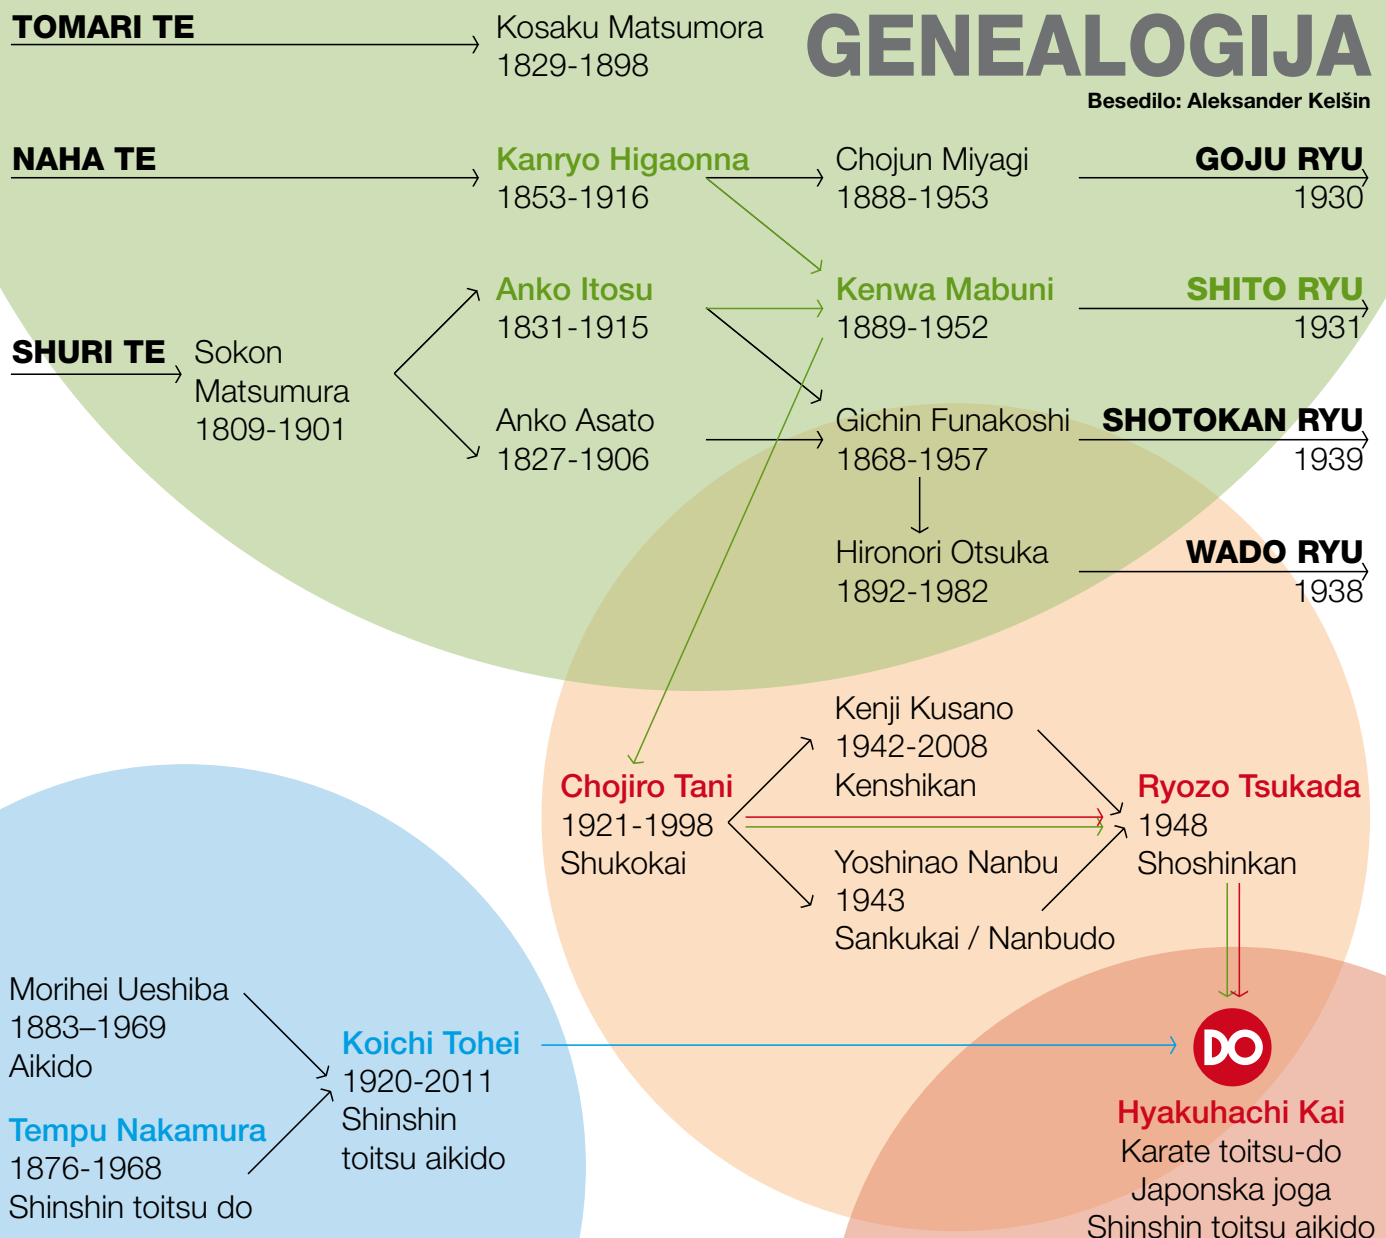 TOMARI TE
Kosaku Matsumora
1829-1898
GENEALOGIJA
Besedilo: Aleksander Kelšin
NAHA TE
Kanryo Higaonna
1853-1916
Chojun Miyagi
1888-1953
GOJU RYU
1930
Anko Itosu
1831-1915
Kenwa Mabuni
1889-1952
SHITO RYU
1931
SHURI TE
Sokon
Matsumura
1809-1901
Anko Asato
1827-1906
Gichin Funakoshi
1868-1957
SHOTOKAN RYU
1939
Hironori Otsuka
1892-1982
WADO RYU
1938
Kenji Kusano
1942-2008
Kenshikan
Chojiro Tani
1921-1998
Shukokai
Ryozo Tsukada
1948
Shoshinkan
Yoshinao Nanbu
1943
Sankukai / Nanbudo
Morihei Ueshiba
1883–1969
Aikido
Koichi Tohei
1920-2011
Shinshin
toitsu aikido
Tempu Nakamura
1876-1968
Shinshin toitsu do
DO
Hyakuhachi Kai
Karate toitsu-do
Japonska joga
Shinshin toitsu aikido